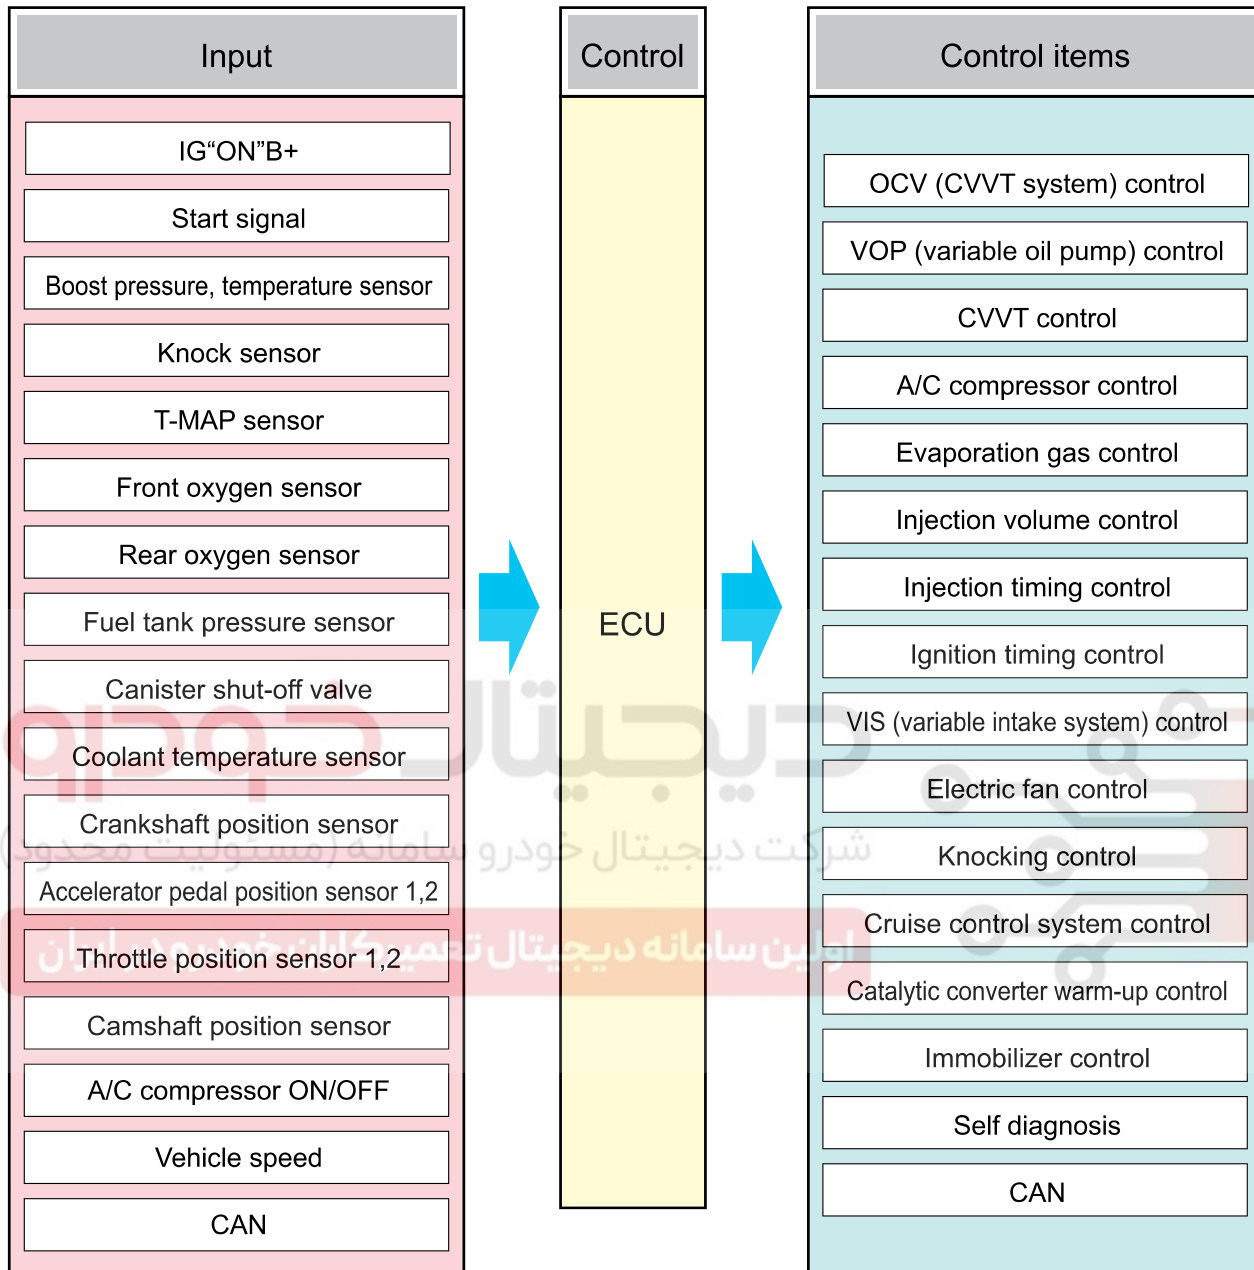 Input
IG“ON”B+
Start signal
Boost pressure, temperature sensor
Knock sensor
T-MAP sensor
Front oxygen sensor
Rear oxygen sensor
Fuel tank pressure sensor
Canister shut-off valve
Coolant temperature sensor
Crankshaft position sensor
Accelerator pedal position sensor 1,2
Throttle position sensor 1,2
Camshaft position sensor
A/C compressor ON/OFF
Vehicle speed
CAN
Control
ECU
Control items
OCV (CVVT system) control
VOP (variable oil pump) control
CVVT control
A/C compressor control
Evaporation gas control
Injection volume control
Injection timing control
Ignition timing control
VIS (variable intake system) control
Electric fan control
Knocking control
Cruise control system control
Catalytic converter warm-up control
Immobilizer control
Self diagnosis
CAN
دیجیتال خودرو
شرکت دیجیتال خودرو سامانه (مسئولیت محدود)
اولین سامانه دیجیتال تعمیرکاران خودرو در ایران